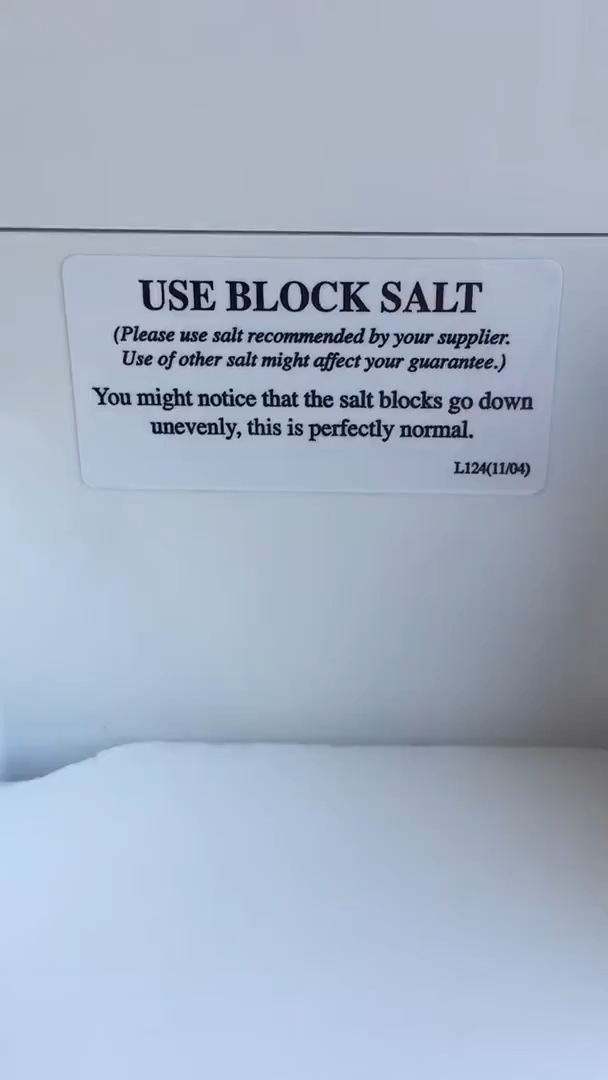 USE BLOCK SALT
(Please use salt recommended by your supplier.
Use of other salt might affect your guarantee.)
You might notice that the salt blocks go down
unevenly, this is perfectly normal.
L124(11/04)